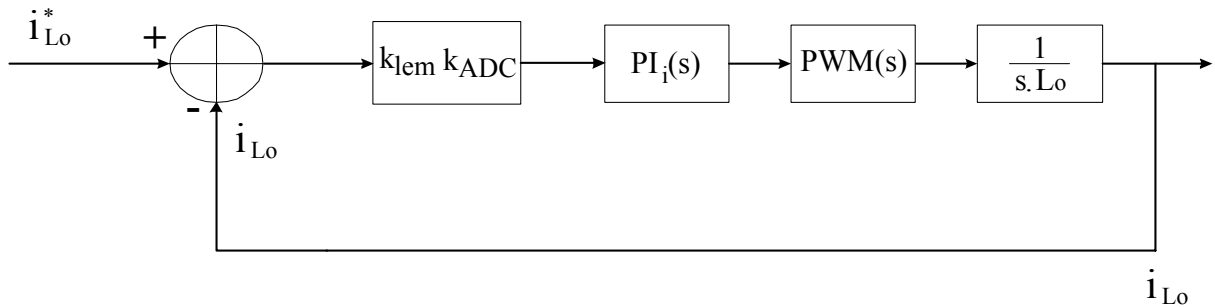 i*Lo
+
-
klem kADC
PIi(s)
PWM(s)
1
s.Lo
iLo
iLo